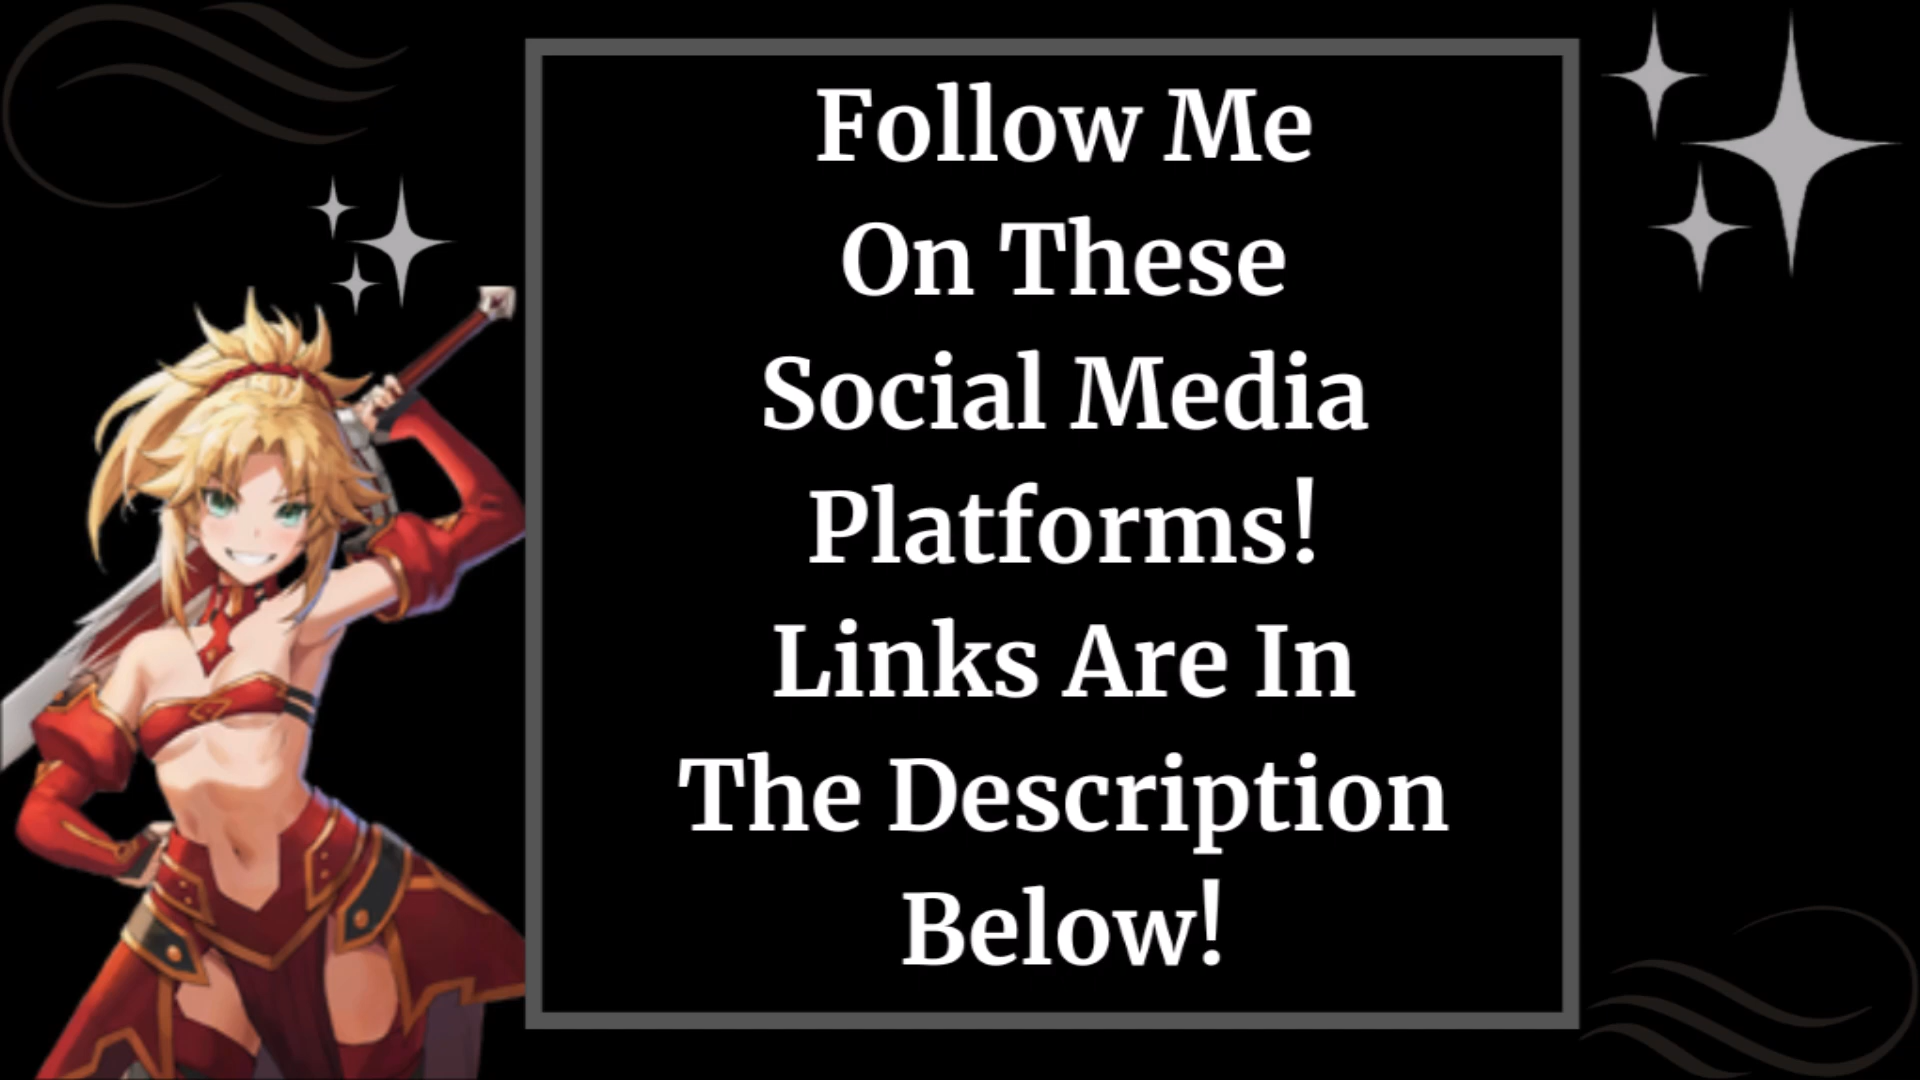 Follow Me
On These
Social Media
Platforms!
Links Are In
The Description
Below!